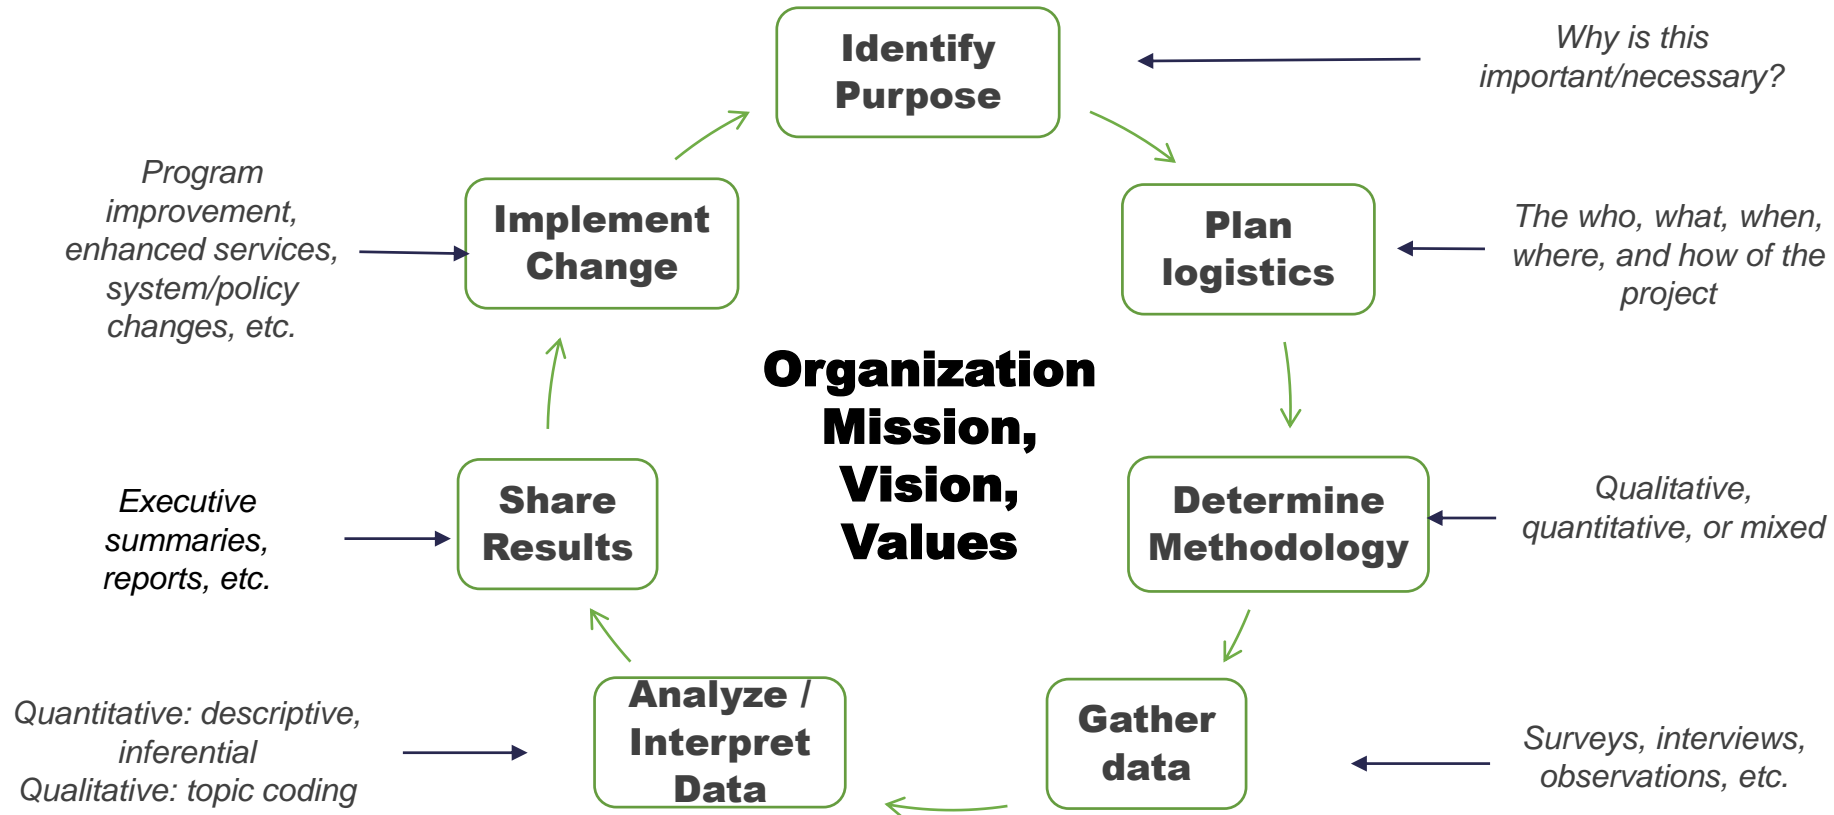 Identify
Purpose
Why is this
important/necessary?
Plan
logistics
The who, what, when,
where, and how of the
project
Determine
Methodology
Qualitative,
quantitative, or mixed
Gather
data
Surveys, interviews,
observations, etc.
Analyze /
Interpret
Data
Quantitative: descriptive,
inferential
Qualitative: topic coding
Share
Results
Executive
summaries,
reports, etc.
Implement
Change
Program
improvement,
enhanced services,
system/policy
changes, etc.
Organization
Mission,
Vision,
Values